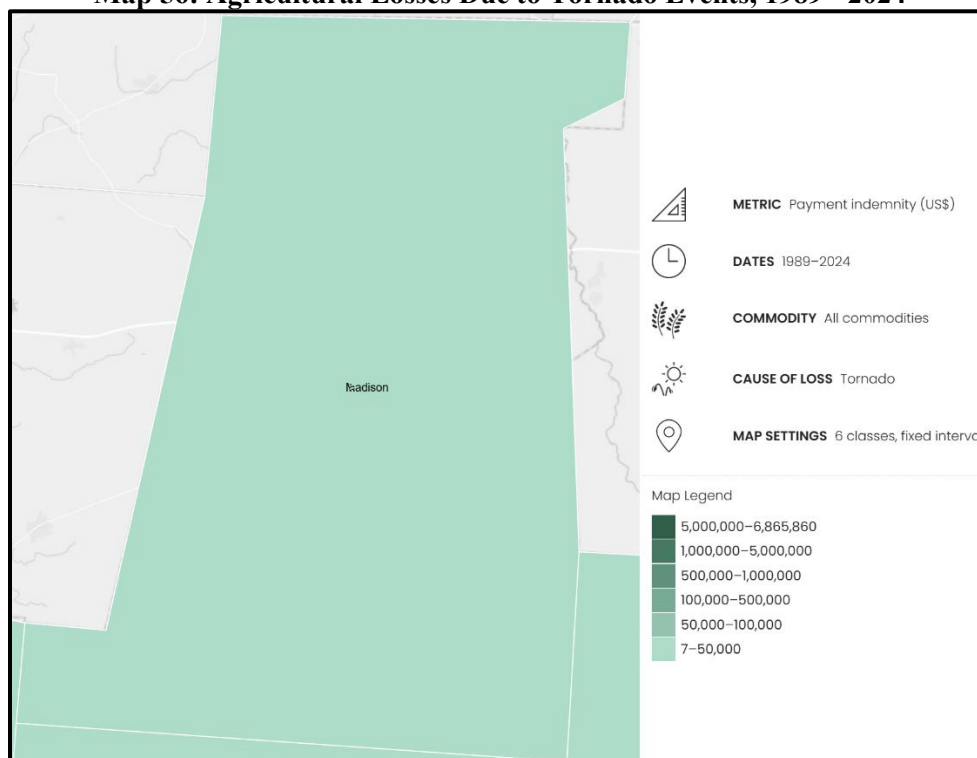 Map 50: Agricultural Losses Due to Tornado Events, 1989 - 2024
Madison
METRIC Payment indemnity (US$)
DATES 1989–2024
COMMODITY All commodities
CAUSE OF LOSS Tornado
MAP SETTINGS 6 classes, fixed interva
Map Legend
5,000,000–6,865,860
1,000,000–5,000,000
500,000–1,000,000
100,000–500,000
50,000–100,000
7–50,000